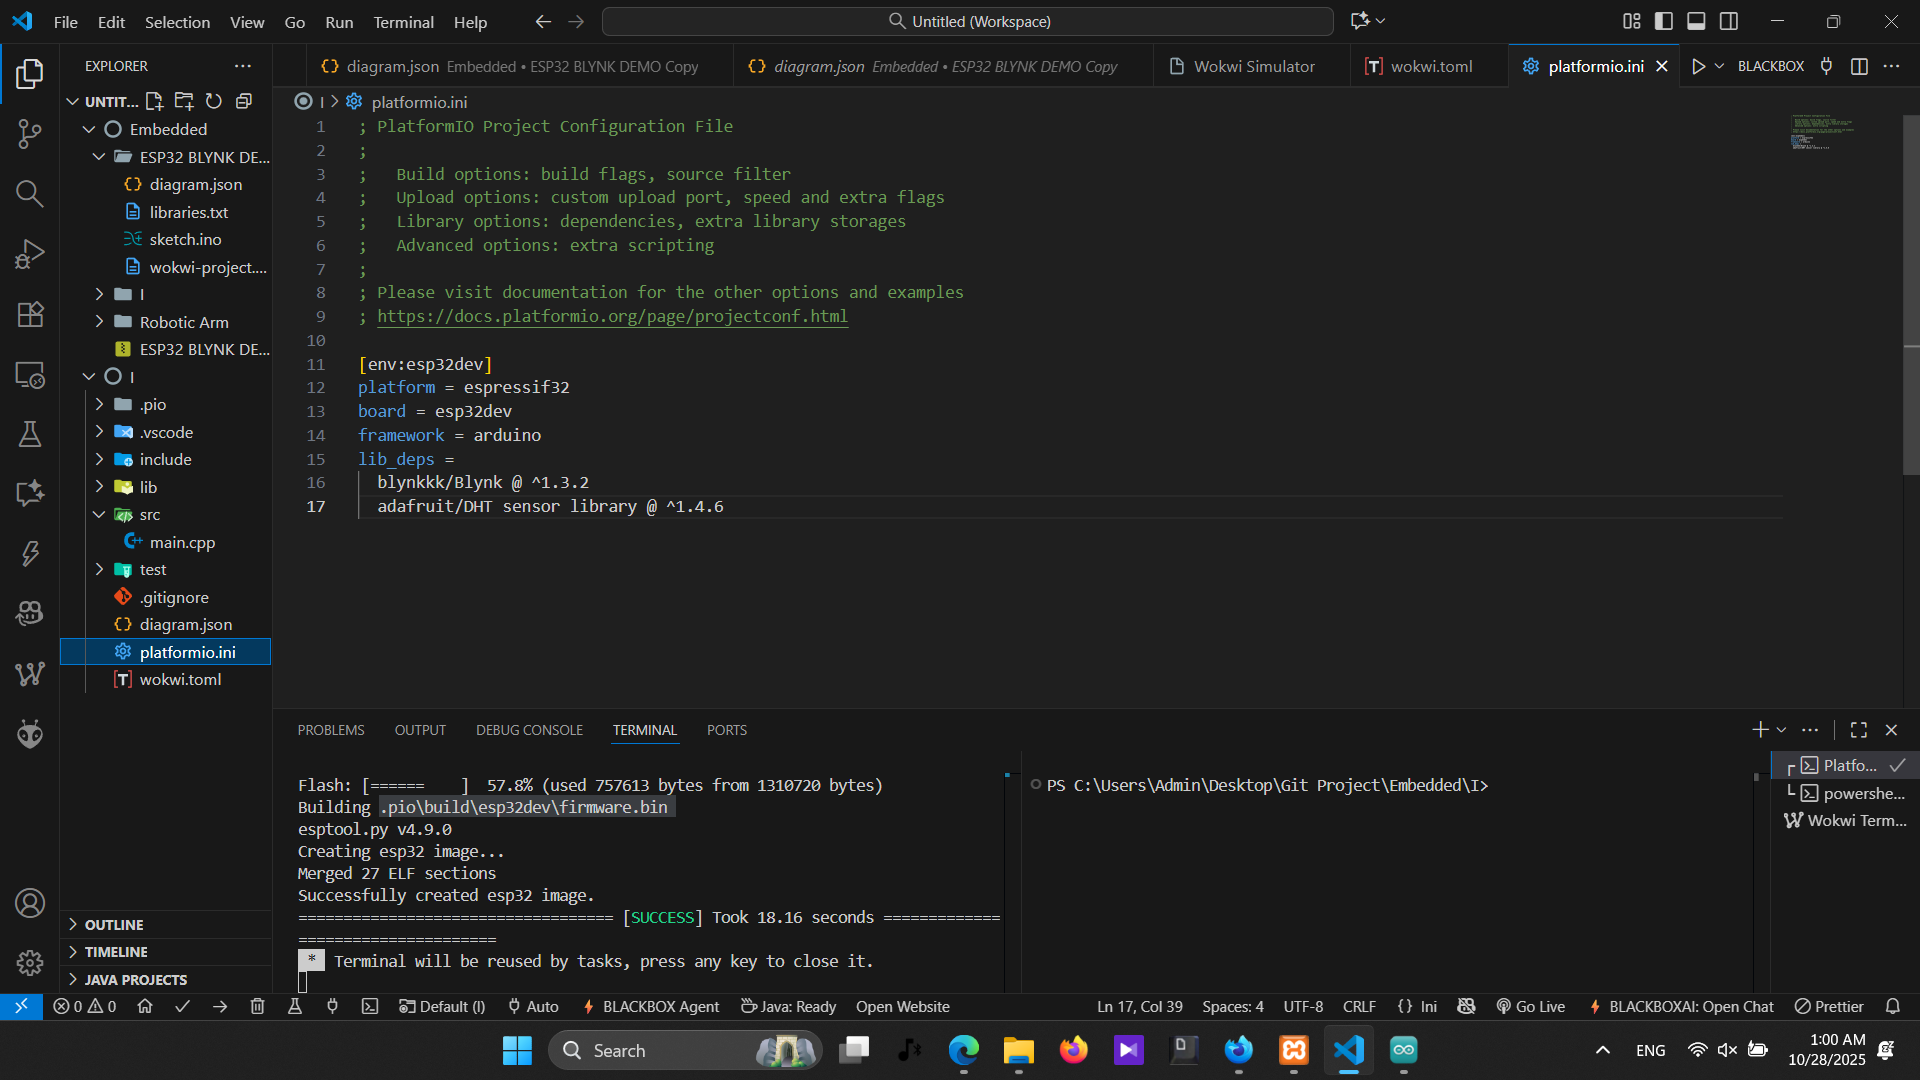 File Edit Selection View Go Run Terminal Help
Untitled (Workspace)
EXPLORER
UNTIT...
Embedded
ESP32 BLYNK DE...
diagram.json
libraries.txt
sketch.ino
wokwi-project....
I
Robotic Arm
ESP32 BLYNK DE...
I
.pio
.vscode
include
lib
src
main.cpp
test
.gitignore
diagram.json
platformio.ini
wokwi.toml
OUTLINE
TIMELINE
JAVA PROJECTS
diagram.json Embedded • ESP32 BLYNK DEMO Copy
diagram.json Embedded • ESP32 BLYNK DEMO Copy
Wokwi Simulator
wokwi.toml
platformio.ini
BLACKBOX
I > platformio.ini
1 ; PlatformIO Project Configuration File
2 ;
3 ;   Build options: build flags, source filter
4 ;   Upload options: custom upload port, speed and extra flags
5 ;   Library options: dependencies, extra library storages
6 ;   Advanced options: extra scripting
7 ;
8 ; Please visit documentation for the other options and examples
9 ; https://docs.platformio.org/page/projectconf.html
10
11 [env:esp32dev]
12 platform = espressif32
13 board = esp32dev
14 framework = arduino
15 lib_deps =
16   blynkkk/Blynk @ ^1.3.2
17   adafruit/DHT sensor library @ ^1.4.6
PROBLEMS OUTPUT DEBUG CONSOLE TERMINAL PORTS
Flash: [======    ]  57.8% (used 757613 bytes from 1310720 bytes)
Building .pio\build\esp32dev\firmware.bin
esptool.py v4.9.0
Creating esp32 image...
Merged 27 ELF sections
Successfully created esp32 image.
=================================== [SUCCESS] Took 18.16 seconds =============
======================
* Terminal will be reused by tasks, press any key to close it.
PS C:\Users\Admin\Desktop\Git Project\Embedded\I>
Platfo...
powershe...
Wokwi Term...
0 0 Default (I) Auto BLACKBOX Agent Java: Ready Open Website Ln 17, Col 39 Spaces: 4 UTF-8 CRLF {} Ini Go Live BLACKBOXAI: Open Chat Prettier
Search
ENG
1:00 AM
10/28/2025